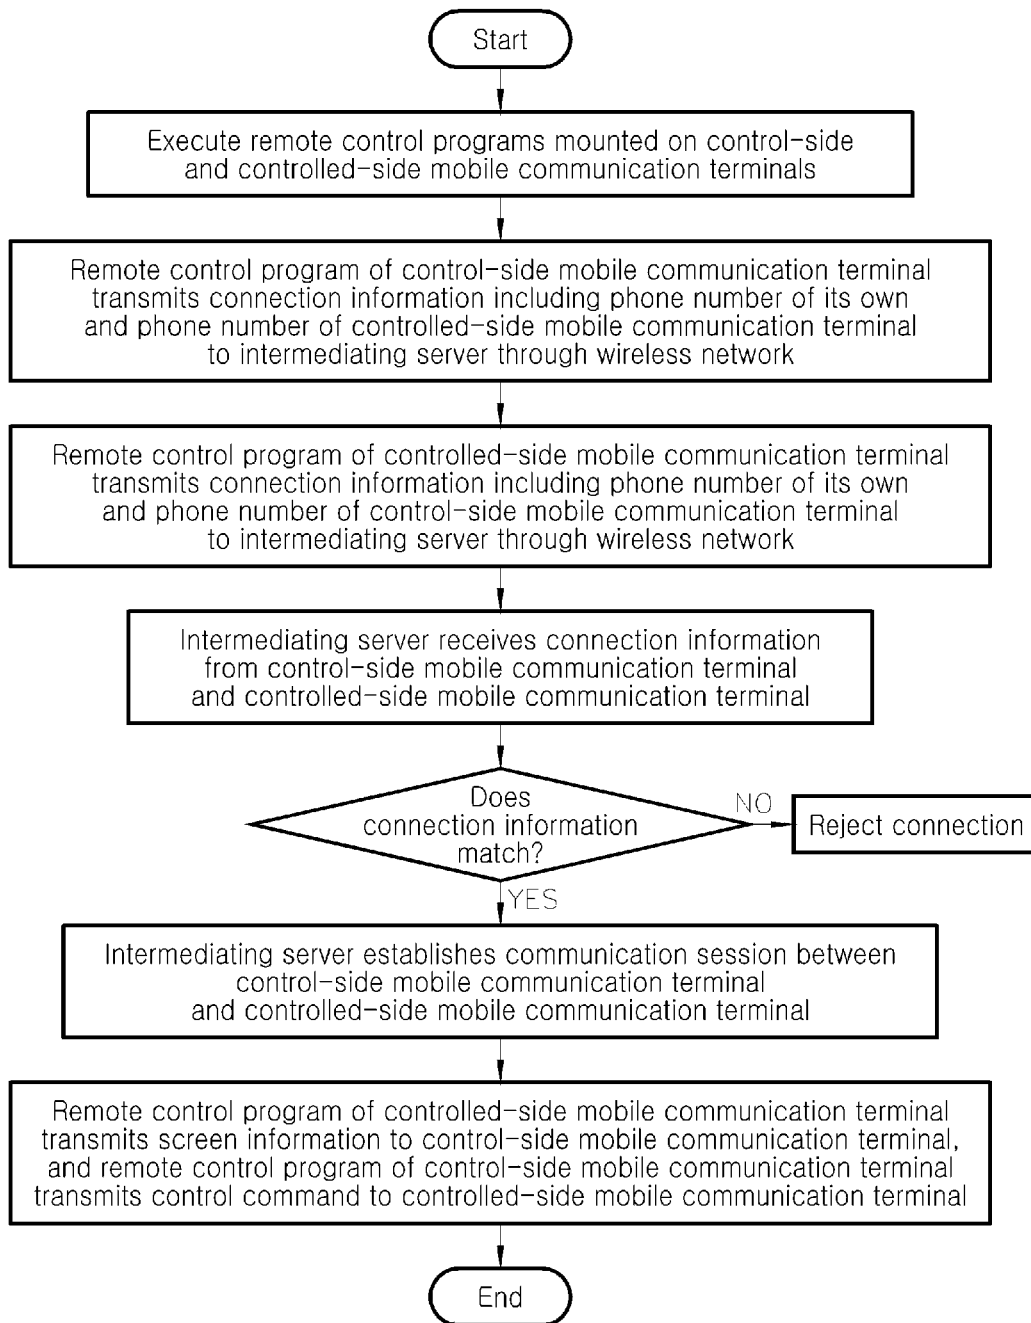 Start
Execute remote control programs mounted on control-side
and controlled-side mobile communication terminals
Remote control program of control-side mobile communication terminal
transmits connection information including phone number of its own
and phone number of controlled-side mobile communication terminal
to intermediating server through wireless network
Remote control program of controlled-side mobile communication terminal
transmits connection information including phone number of its own
and phone number of control-side mobile communication terminal
to intermediating server through wireless network
Intermediating server receives connection information
from control-side mobile communication terminal
and controlled-side mobile communication terminal
Does
connection information
match?
NO
Reject connection
YES
Intermediating server establishes communication session between
control-side mobile communication terminal
and controlled-side mobile communication terminal
Remote control program of controlled-side mobile communication terminal
transmits screen information to control-side mobile communication terminal,
and remote control program of control-side mobile communication terminal
transmits control command to controlled-side mobile communication terminal
End